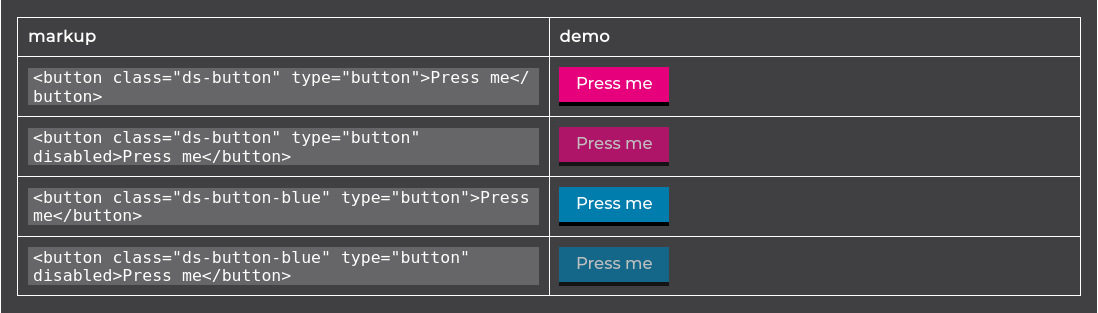 markup
demo
<button class="ds-button" type="button">Press me</
button>
Press me
<button class="ds-button" type="button"
disabled>Press me</button>
Press me
<button class="ds-button-blue" type="button">Press
me</button>
Press me
<button class="ds-button-blue" type="button"
disabled>Press me</button>
Press me